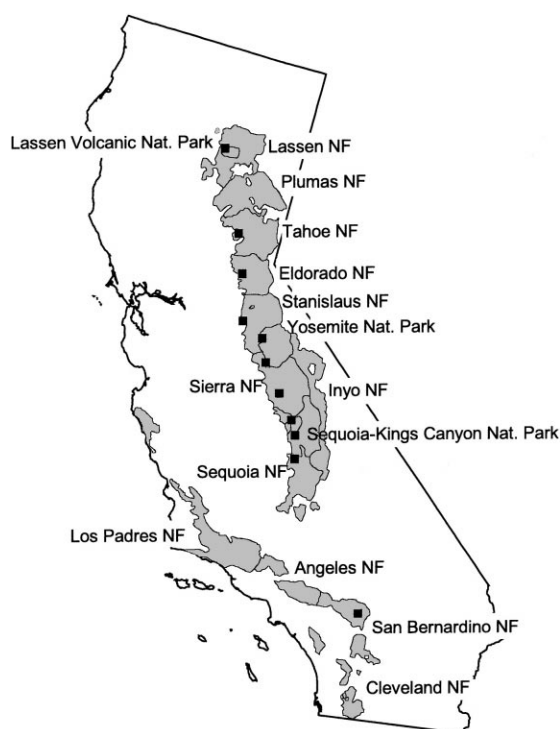 Lassen Volcanic Nat. Park
Lassen NF
Plumas NF
Tahoe NF
Eldorado NF
Stanislaus NF
Yosemite Nat. Park
Sierra NF
Inyo NF
Sequoia-Kings Canyon Nat. Park
Sequoia NF
Los Padres NF
Angeles NF
San Bernardino NF
Cleveland NF